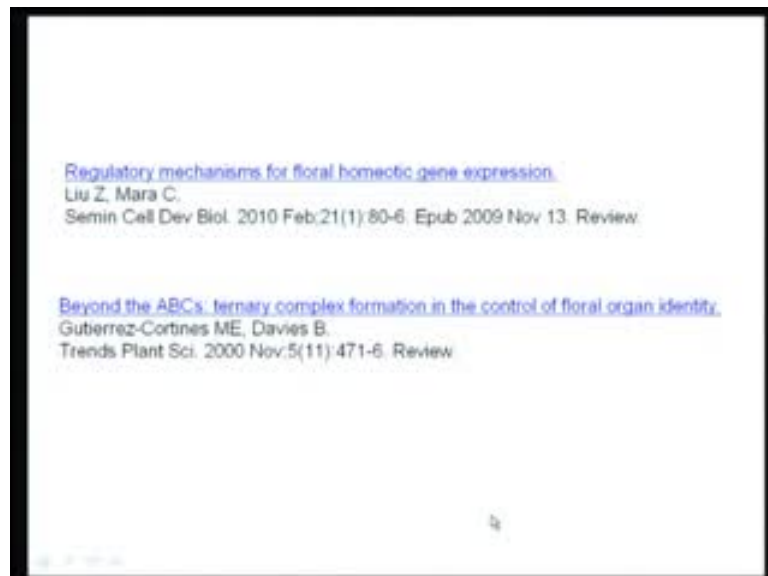 Regulatory mechanisms for floral homeotic gene expression.
Liu Z, Mara C.
Semin Cell Dev Biol. 2010 Feb;21(1):80-6. Epub 2009 Nov 13. Review.
Beyond the ABCs: ternary complex formation in the control of floral organ identity.
Gutierrez-Cortines ME, Davies B.
Trends Plant Sci. 2000 Nov;5(11):471-6. Review